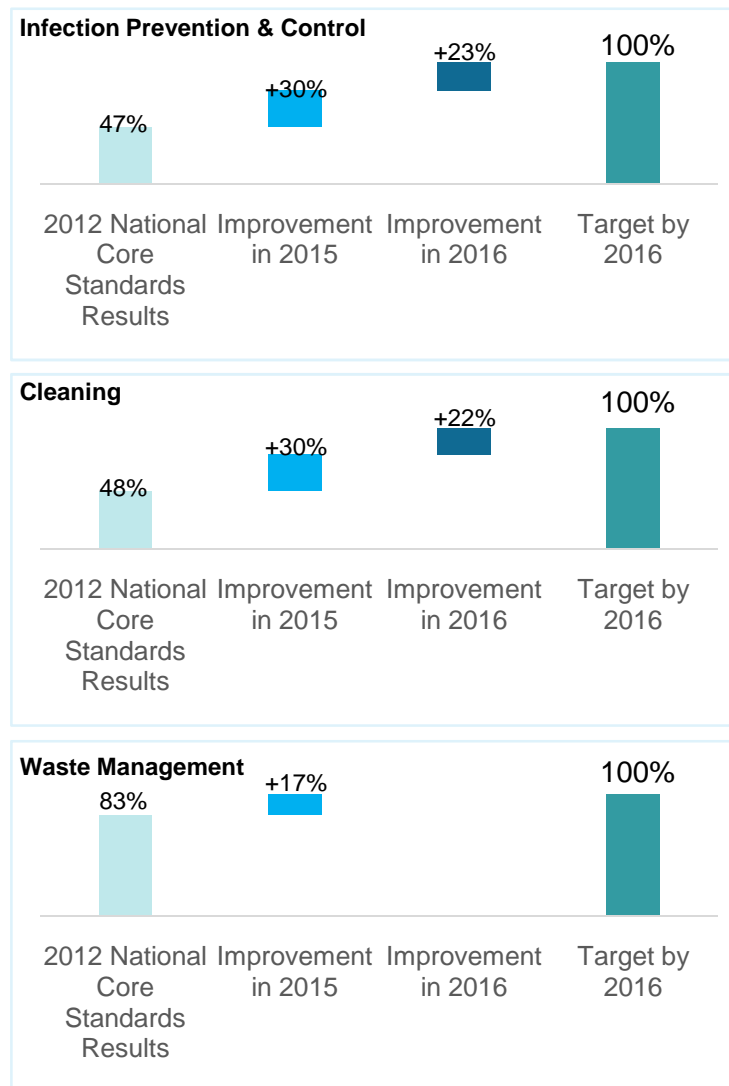 Infection Prevention & Control
47%
+30%
+23%
100%
2012 National Improvement Improvement Target by
Core in 2015 in 2016 2016
Standards
Results
Cleaning
48%
+30%
+22%
100%
2012 National Improvement Improvement Target by
Core in 2015 in 2016 2016
Standards
Results
Waste Management
83%
+17%
100%
2012 National Improvement Improvement Target by
Core in 2015 in 2016 2016
Standards
Results